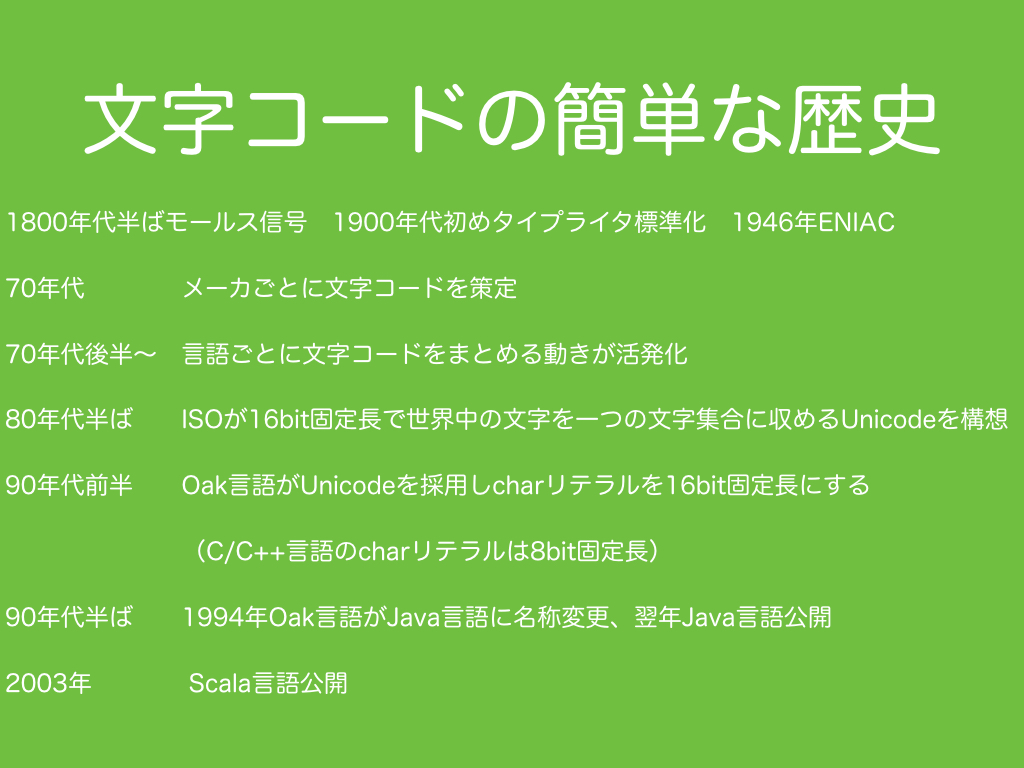 文字コードの簡単な歴史
1800年代半ばモールス信号　1900年代初めタイプライタ標準化　1946年ENIAC
70年代　　　　メーカごとに文字コードを策定
70年代後半〜　言語ごとに文字コードをまとめる動きが活発化
80年代半ば　　ISOが16bit固定長で世界中の文字を一つの文字集合に収めるUnicodeを構想
90年代前半　　Oak言語がUnicodeを採用しcharリテラルを16bit固定長にする
（C/C++言語のcharリテラルは8bit固定長）
90年代半ば　　1994年Oak言語がJava言語に名称変更、翌年Java言語公開
2003年　　　　Scala言語公開